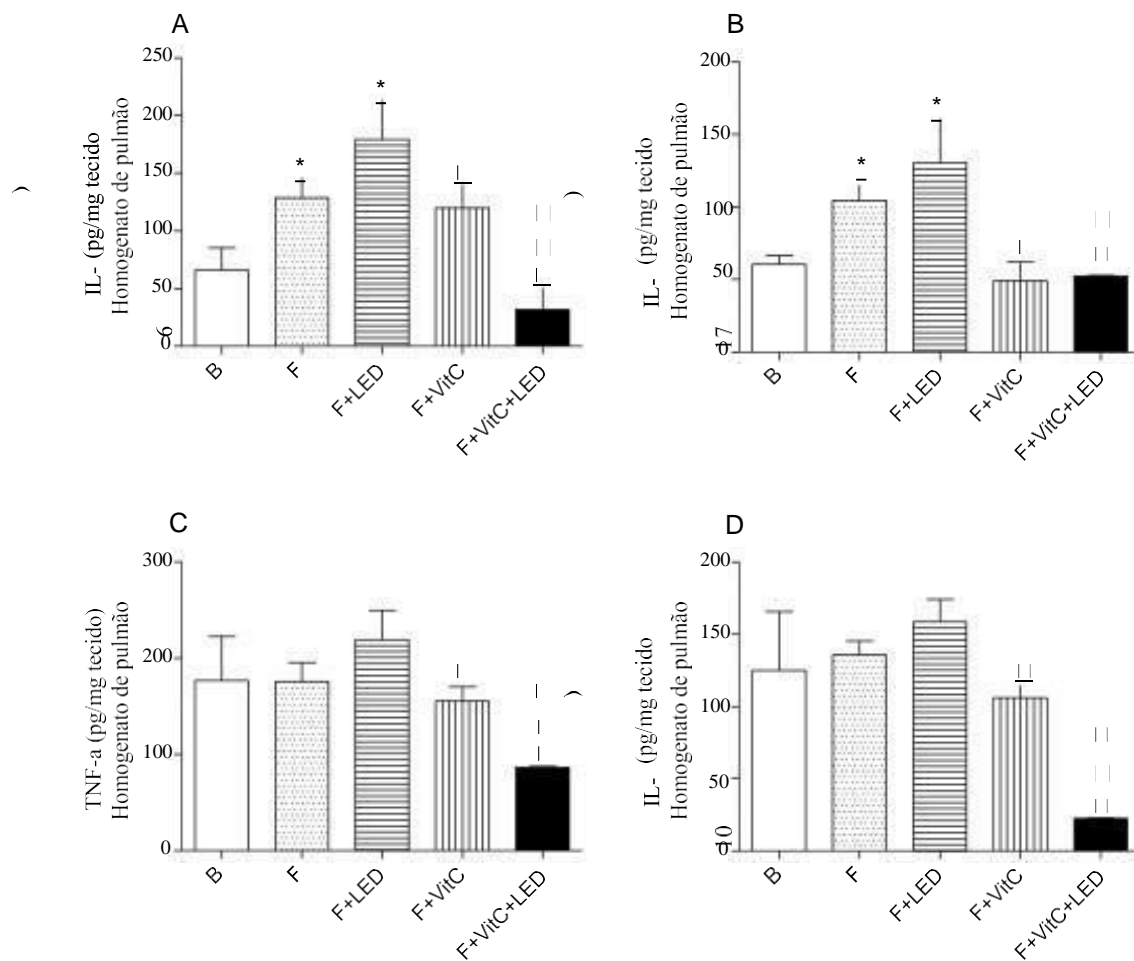 A
250
200
150
100
50
0
IL- (pg/mg tecido
6
)
Homogenato de pulmão
*
*
B
F
F+LED
F+VitC
F+VitC+LED
B
200
150
100
50
0
IL- (pg/mg tecido
)
Homogenato de pulmão
*
*
B
F
F+LED
F+VitC
F+VitC+LED
C
300
200
100
0
TNF-a (pg/mg tecido)
Homogenato de pulmão
B
F
F+LED
F+VitC
F+VitC+LED
D
200
150
100
50
0
IL- (pg/mg tecido
)
Homogenato de pulmão
B
F
F+LED
F+VitC
F+VitC+LED